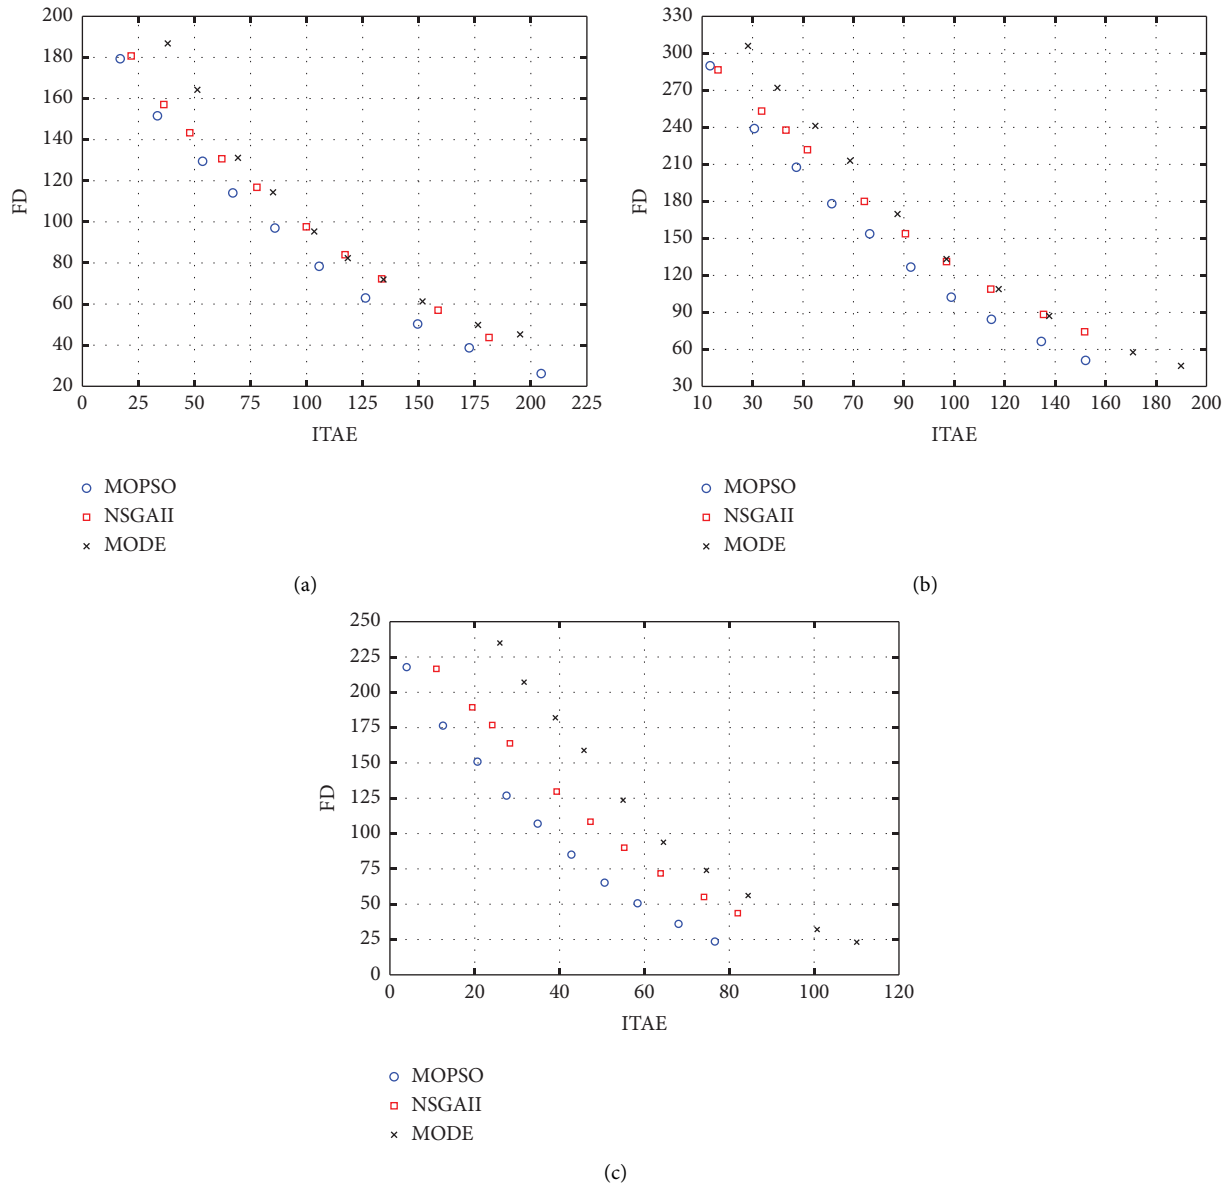 200
180
160
140
120
100
80
60
40
20
FD
0 25 50 75 100 125 150 175 200 225
ITAE
MOPSO
NSGAII
MODE
(a)
330
300
270
240
210
180
150
120
90
60
30
FD
10 30 50 70 90 100 120 140 160 180 200
ITAE
MOPSO
NSGAII
MODE
(b)
250
225
200
175
150
125
100
75
50
25
0
FD
0 20 40 60 80 100 120
ITAE
MOPSO
NSGAII
MODE
(c)